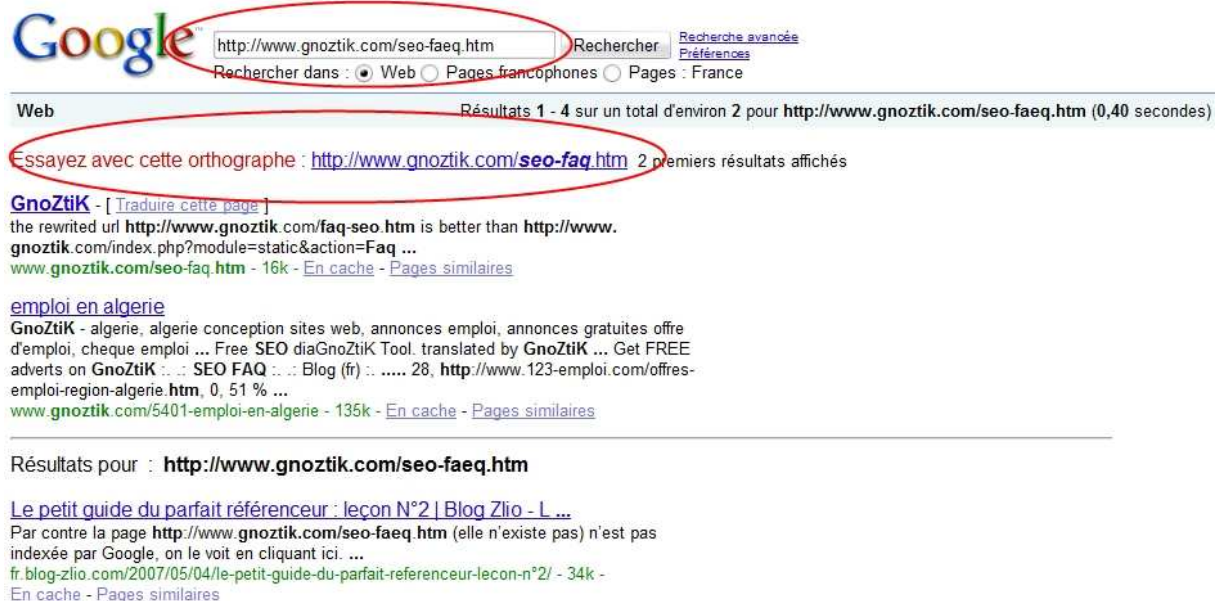 Google™ http://www.gnoztik.com/seo-faeq.htm Rechercher Recherche avancée
Préférences
Rechercher dans : Web Pages francophones Pages : France
Web Résultats 1 - 4 sur un total d'environ 2 pour http://www.gnoztik.com/seo-faeq.htm (0,40 secondes)
Essayez avec cette orthographe : http://www.gnoztik.com/seo-faq.htm 2 premiers résultats affichés
GnoZtiK - [ Traduire cette page ]
the rewrited url http://www.gnoztik.com/faq-seo.htm is better than http://www.
gnoztik.com/index.php?module=static&action=Faq ...
www.gnoztik.com/seo-faq.htm - 16k - En cache - Pages similaires
emploi en algerie
GnoZtiK - algerie, algerie conception sites web, annonces emploi, annonces gratuites offre
d'emploi, cheque emploi ... Free SEO diaGnoZtiK Tool. translated by GnoZtiK ... Get FREE
adverts on GnoZtiK :. .: SEO FAQ :. .: Blog (fr) :. ..... 28, http://www.123-emploi.com/offres-
emploi-region-algerie.htm, 0, 51 % ...
www.gnoztik.com/5401-emploi-en-algerie - 135k - En cache - Pages similaires
Résultats pour : http://www.gnoztik.com/seo-faeq.htm
Le petit guide du parfait référenceur : leçon N°2 | Blog Zlio - L ...
Par contre la page http://www.gnoztik.com/seo-faeq.htm (elle n'existe pas) n'est pas
indexée par Google, on le voit en cliquant ici. ...
fr.blog-zlio.com/2007/05/04/le-petit-guide-du-parfait-referenceur-lecon-n°2/ - 34k -
En cache - Pages similaires